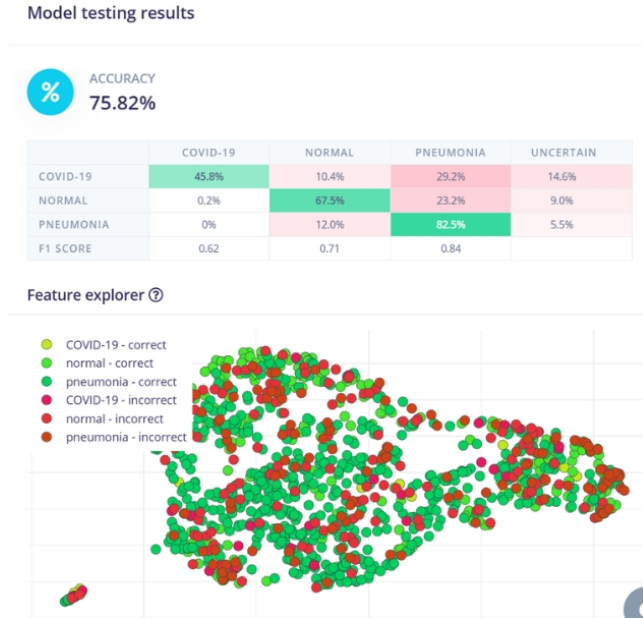 Model testing results
%
ACCURACY
75.82%
COVID-19 NORMAL PNEUMONIA UNCERTAIN
COVID-19 45.8% 10.4% 29.2% 14.6%
NORMAL 0.2% 67.5% 23.2% 9.0%
PNEUMONIA 0% 12.0% 82.5% 5.5%
F1 SCORE 0.62 0.71 0.84
Feature explorer ?
COVID-19 - correct
normal - correct
pneumonia - correct
COVID-19 - incorrect
normal - incorrect
pneumonia - incorrect